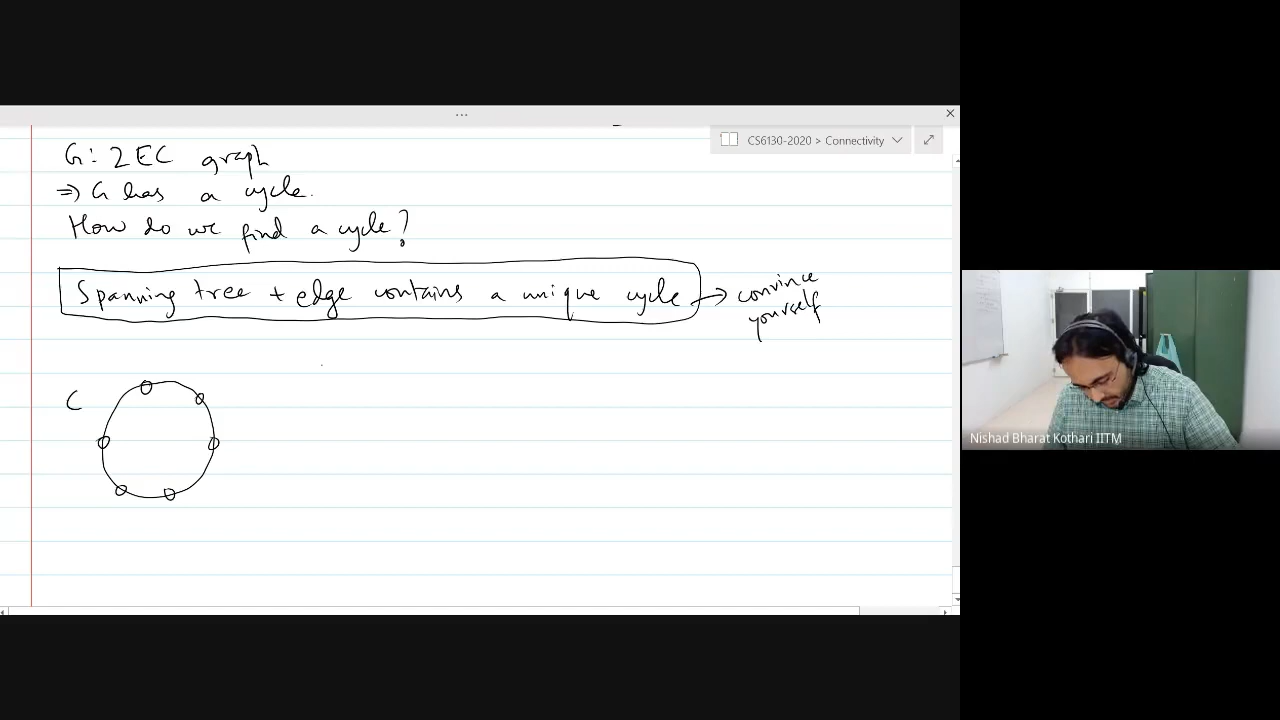 CS6130-2020 > Connectivity
G: 2EC graph
⇒ G has a cycle.
How do we find a cycle?
Spanning tree + edge contains a unique cycle → convince
yourself
C
Nishad Bharat Kothari IITM